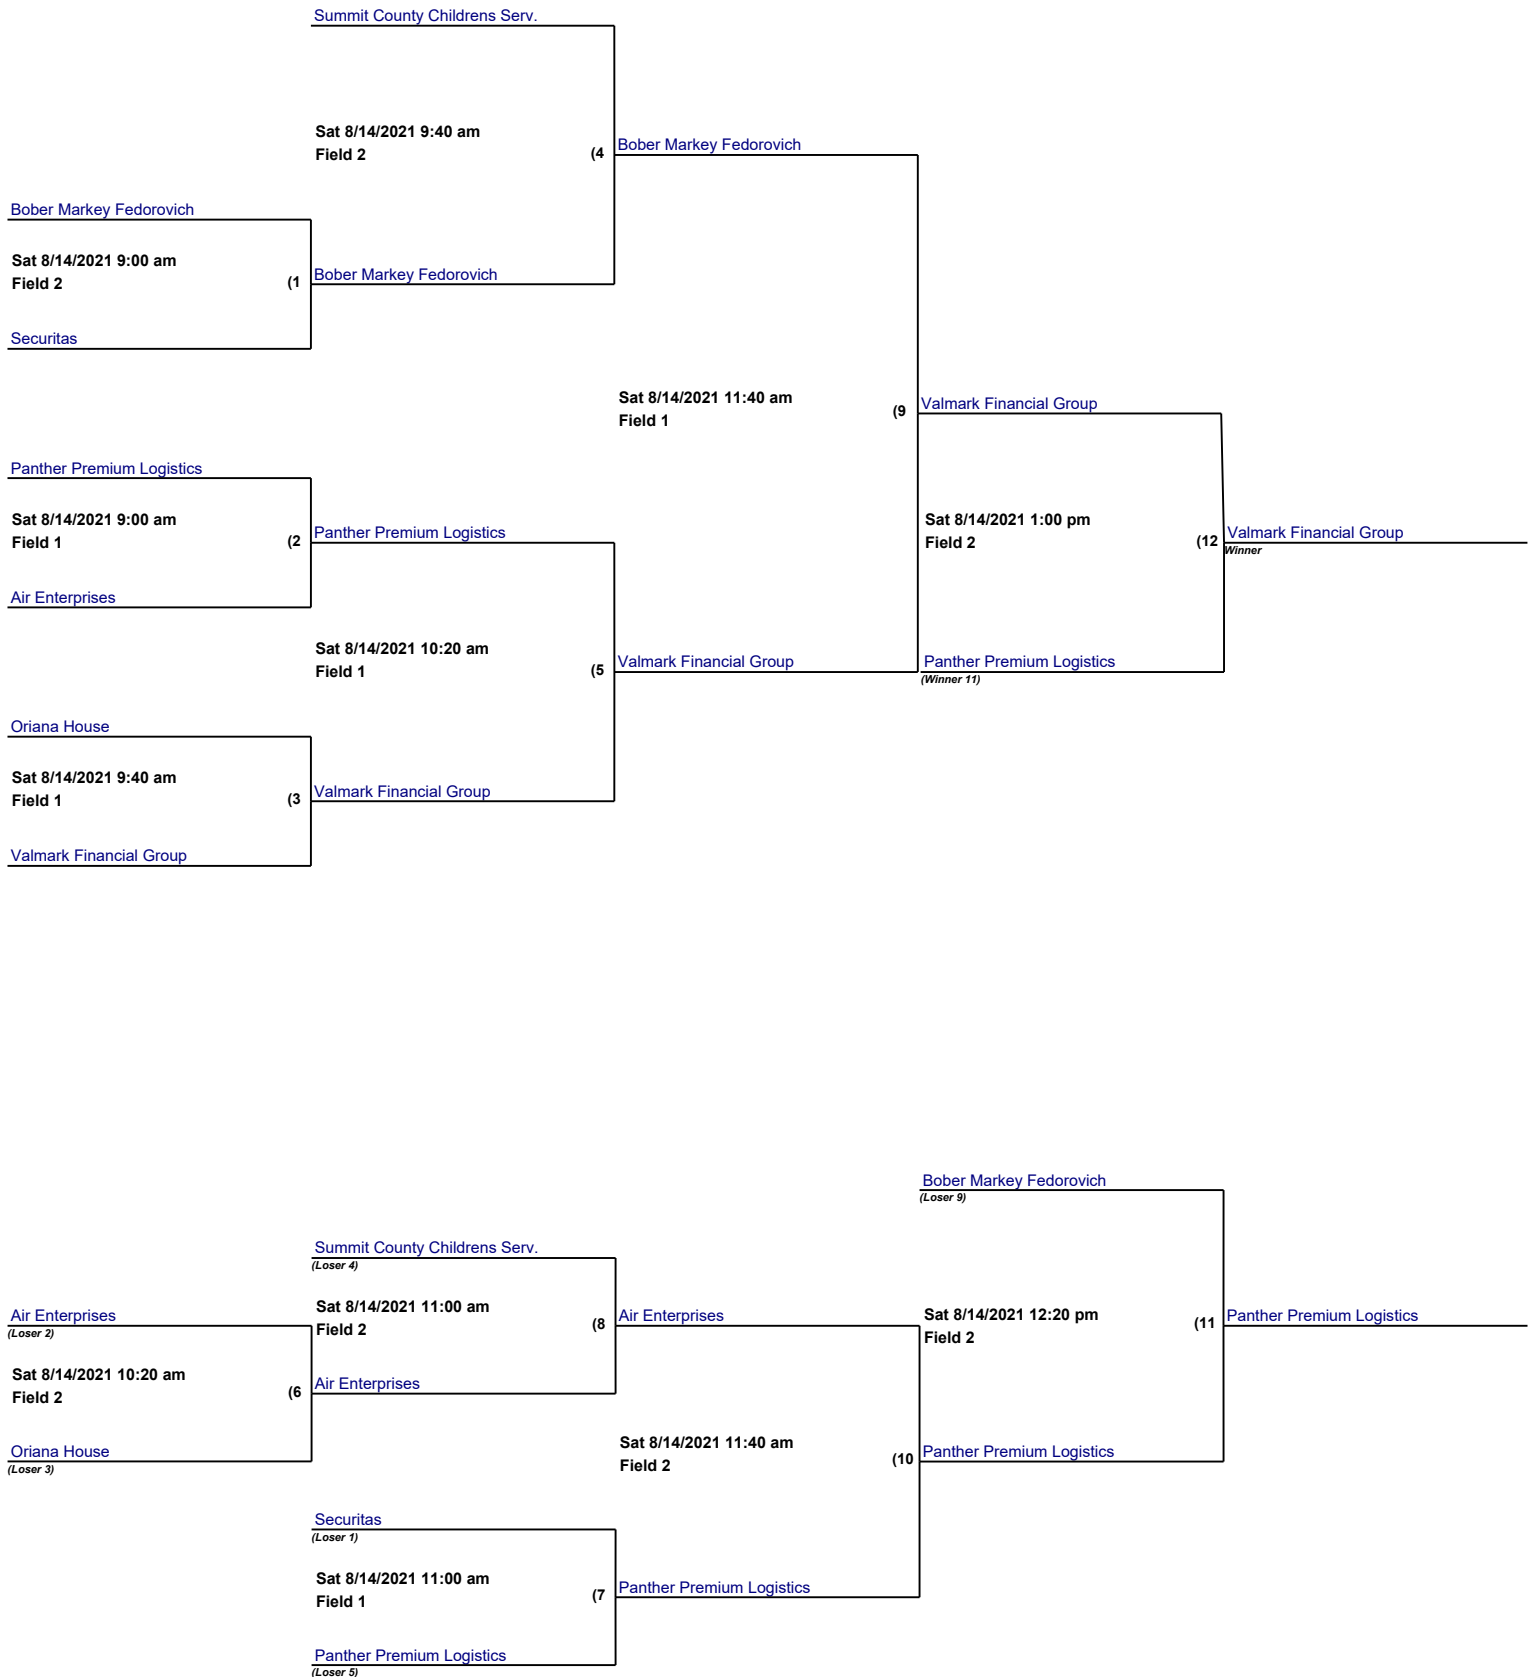 Summit County Childrens Serv.
Sat 8/14/2021 9:40 am
Field 2
(4
Bober Markey Fedorovich
Bober Markey Fedorovich
Sat 8/14/2021 9:00 am
Field 2
(1
Bober Markey Fedorovich
Securitas
Sat 8/14/2021 11:40 am
Field 1
(9
Valmark Financial Group
Panther Premium Logistics
Sat 8/14/2021 9:00 am
Field 1
(2
Panther Premium Logistics
Sat 8/14/2021 1:00 pm
Field 2
(12
Valmark Financial Group
Winner
Air Enterprises
Sat 8/14/2021 10:20 am
Field 1
(5
Valmark Financial Group
Panther Premium Logistics
(Winner 11)
Oriana House
Sat 8/14/2021 9:40 am
Field 1
(3
Valmark Financial Group
Valmark Financial Group
Bober Markey Fedorovich
(Loser 9)
Summit County Childrens Serv.
(Loser 4)
Air Enterprises
(Loser 2)
Sat 8/14/2021 11:00 am
Field 2
(8
Air Enterprises
Sat 8/14/2021 12:20 pm
Field 2
(11
Panther Premium Logistics
Sat 8/14/2021 10:20 am
Field 2
(6
Air Enterprises
Oriana House
(Loser 3)
Sat 8/14/2021 11:40 am
Field 2
(10
Panther Premium Logistics
Securitas
(Loser 1)
Sat 8/14/2021 11:00 am
Field 1
(7
Panther Premium Logistics
Panther Premium Logistics
(Loser 5)